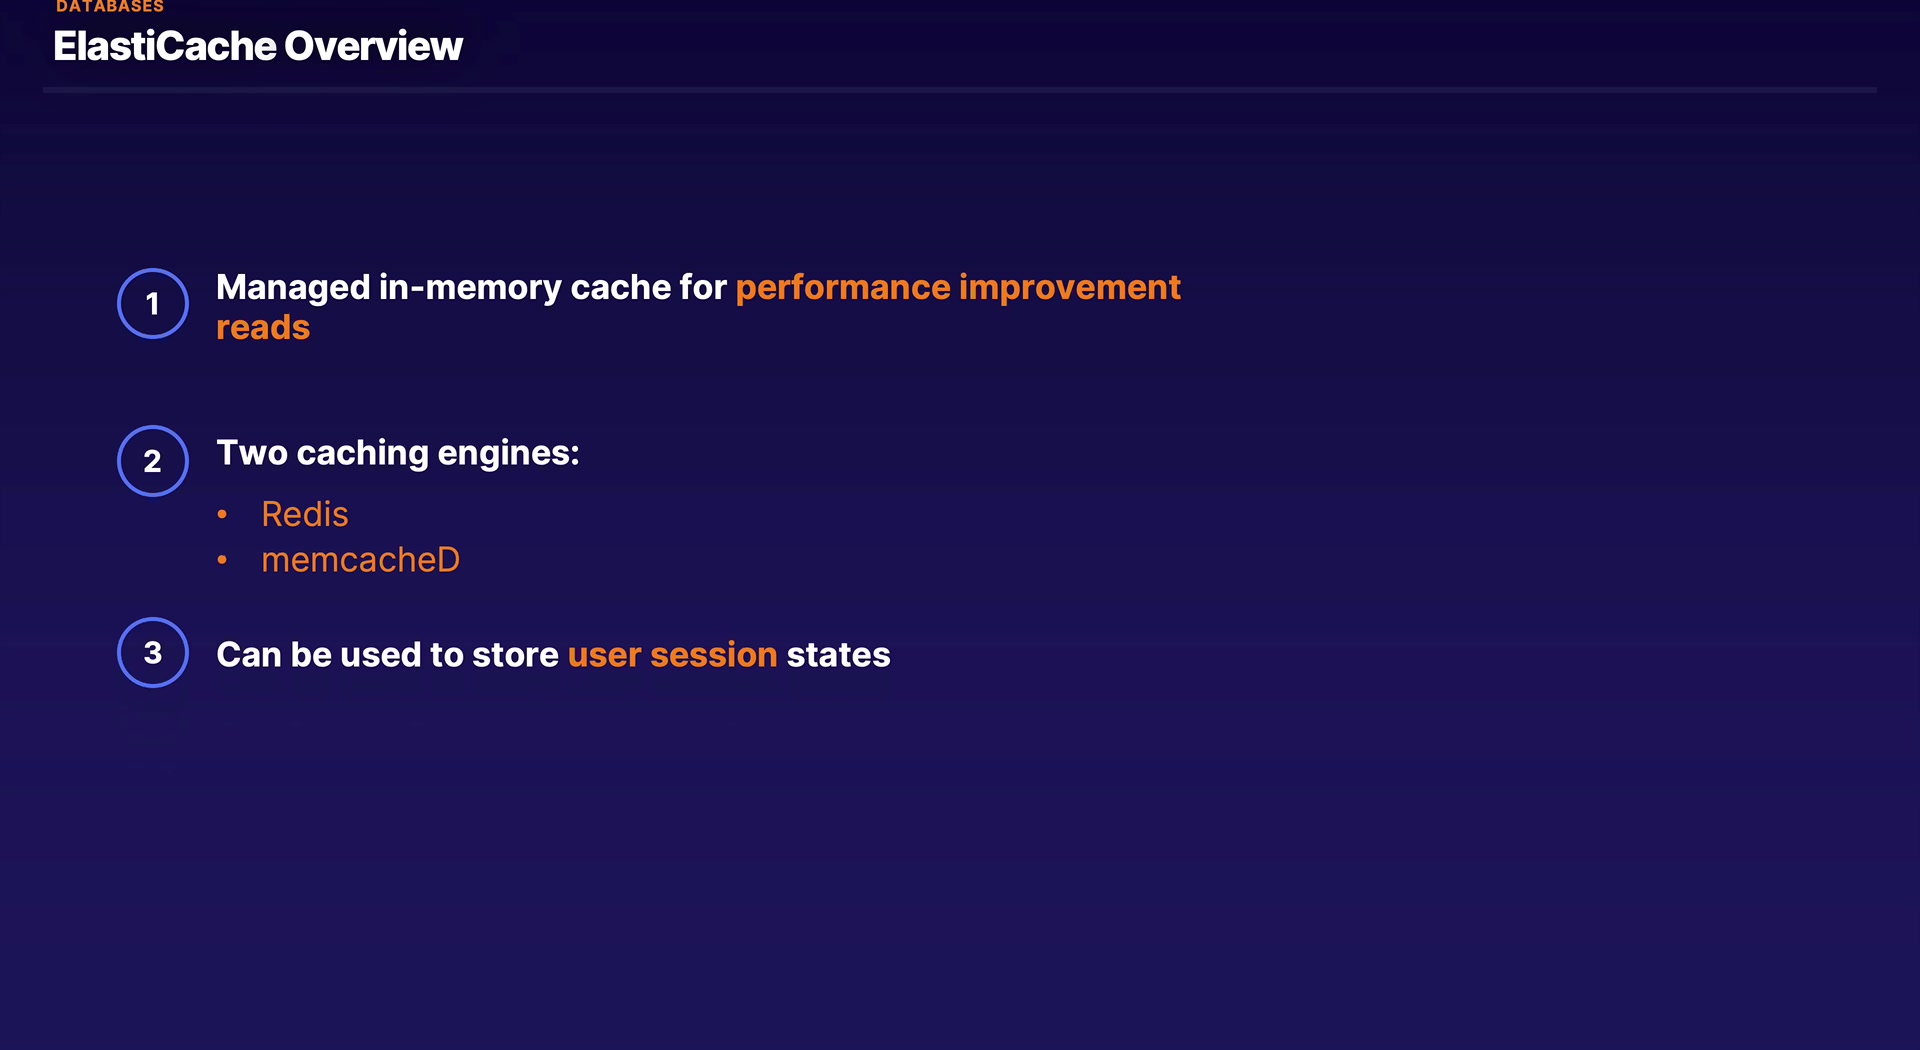 DATABASES
ElastiCache Overview
1
Managed in-memory cache for performance improvement
reads
2
Two caching engines:
• Redis
• memcacheD
3
Can be used to store user session states